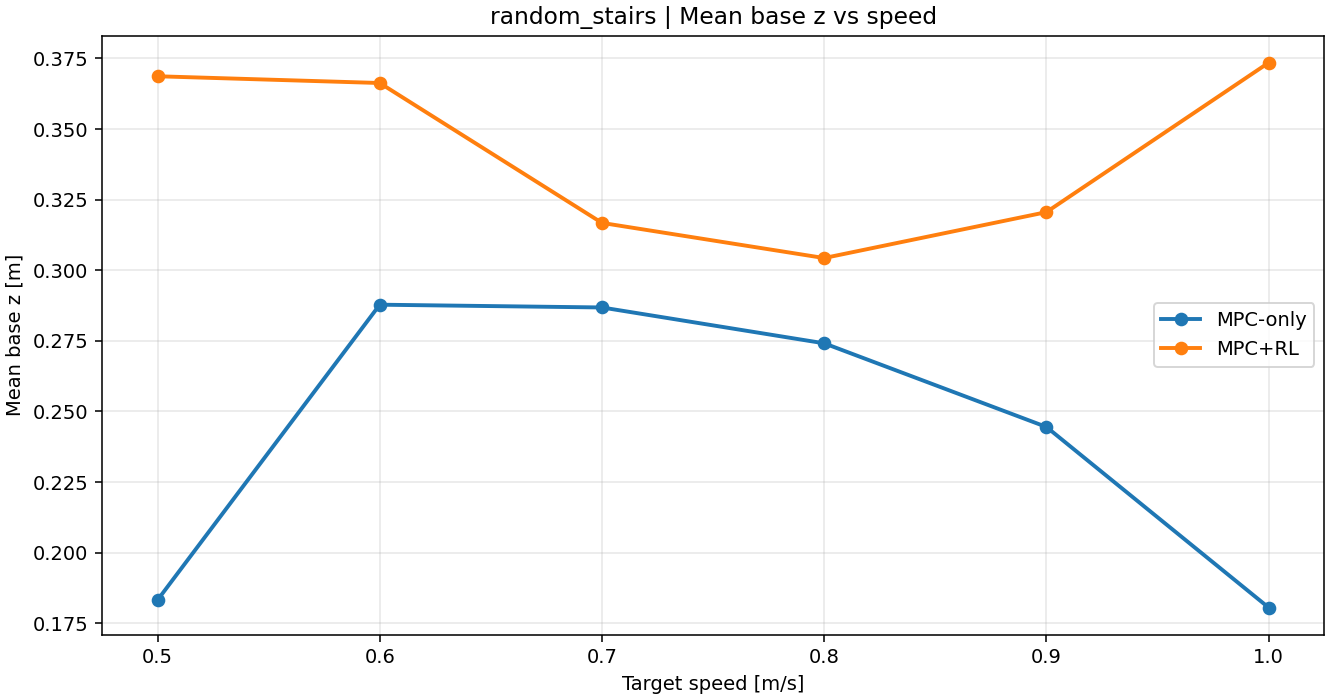 random_stairs | Mean base z vs speed
Mean base z [m]
0.375
0.350
0.325
0.300
0.275
0.250
0.225
0.200
0.175
MPC-only
MPC+RL
0.5 0.6 0.7 0.8 0.9 1.0
Target speed [m/s]